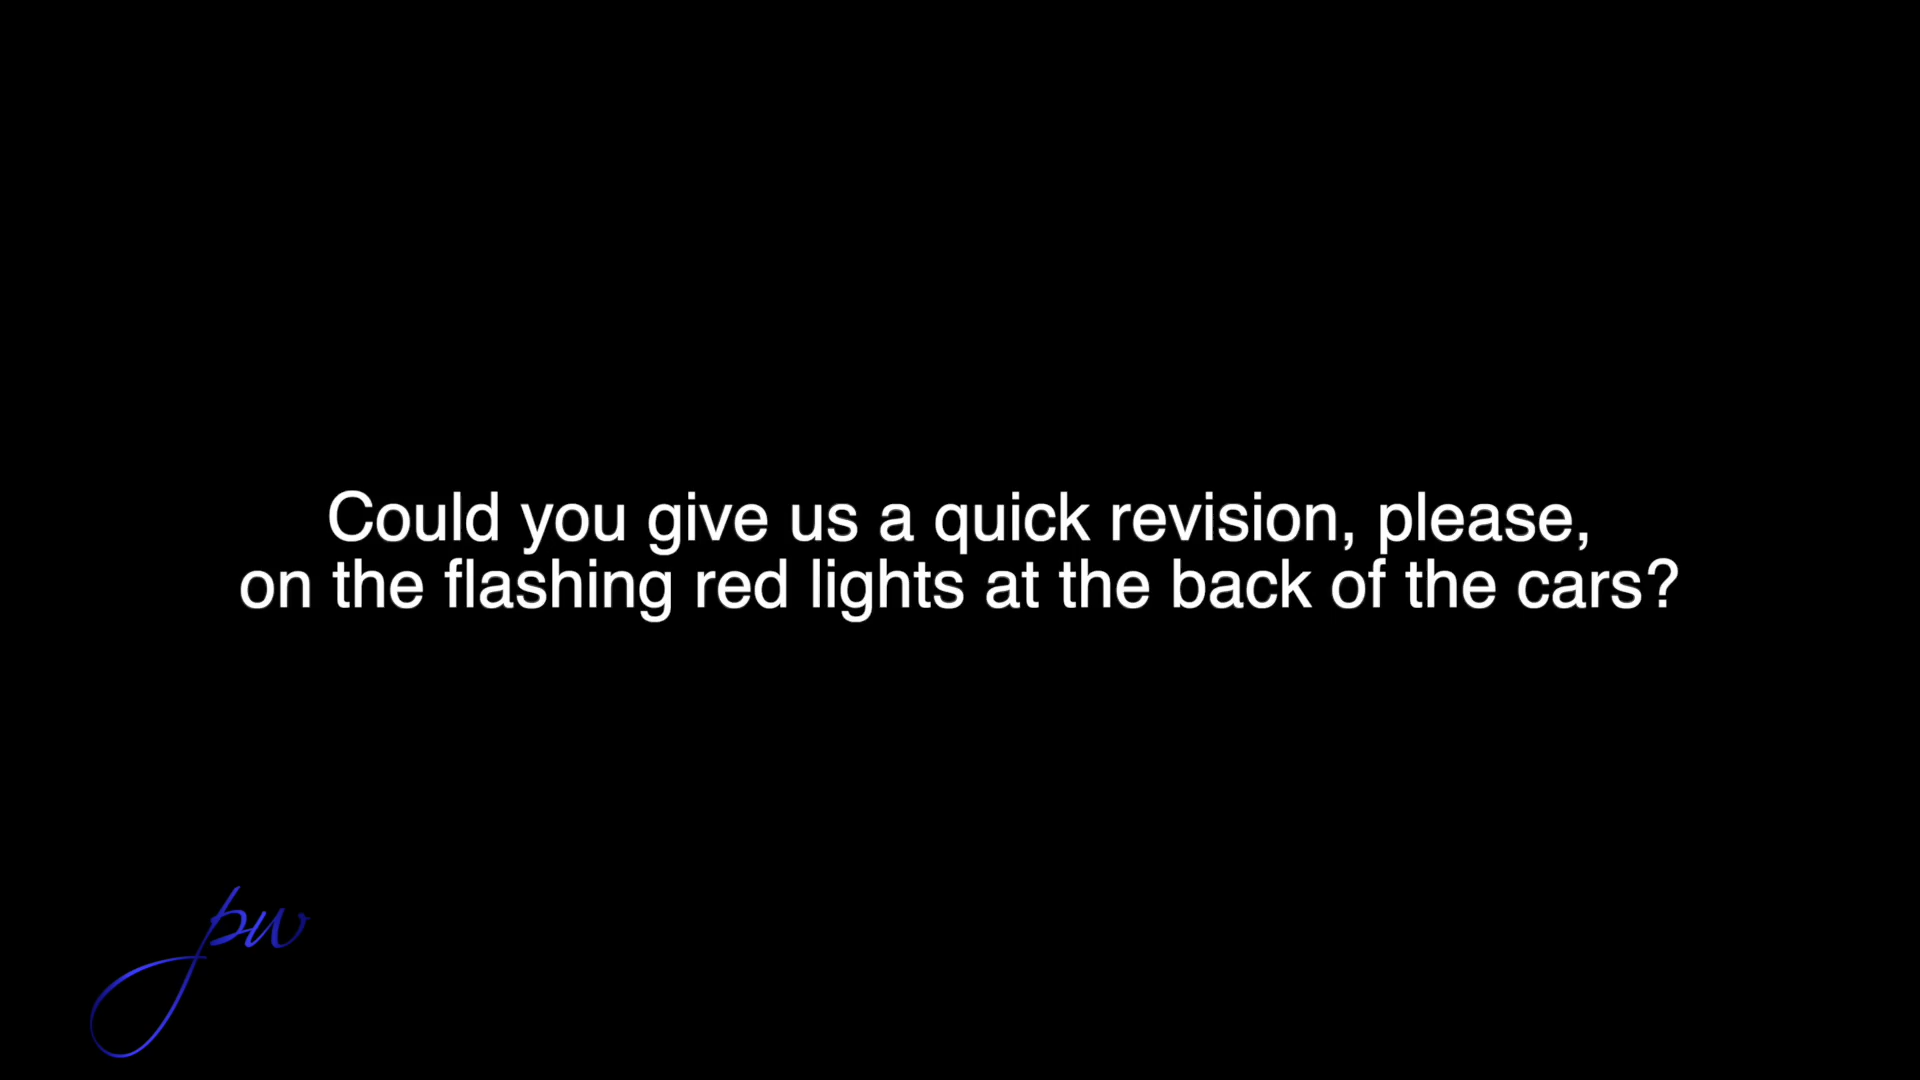 Could you give us a quick revision, please,
on the flashing red lights at the back of the cars?
pw